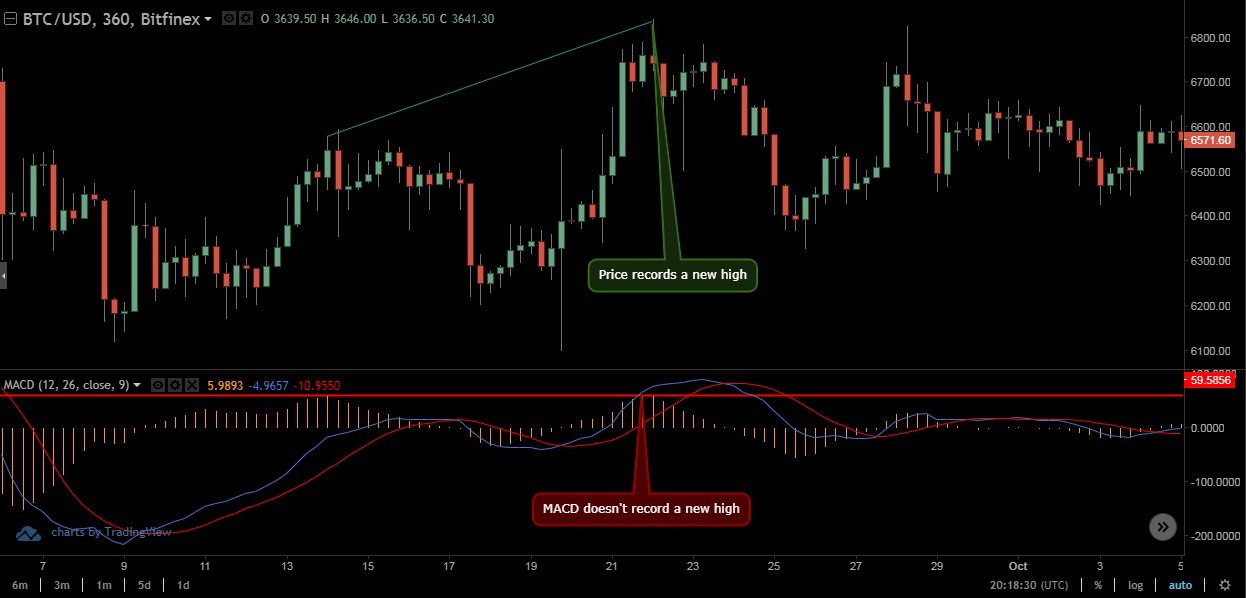 BTC/USD, 360, Bitfinex O 3639.50 H 3646.00 L 3636.50 C 3641.30
6800.00
6700.00
6600.00
6571.60
6500.00
6400.00
6300.00
Price records a new high
6200.00
6100.00
MACD (12, 26, close, 9) 5.9893 -4.9657 -10.9550
59.5856
0.0000
-100.0000
MACD doesn't record a new high
charts by TradingView
-200.0000
7 9 11 13 15 17 19 21 23 25 27 29 Oct 3 5
6m 3m 1m 5d 1d 20:18:30 (UTC) % log auto